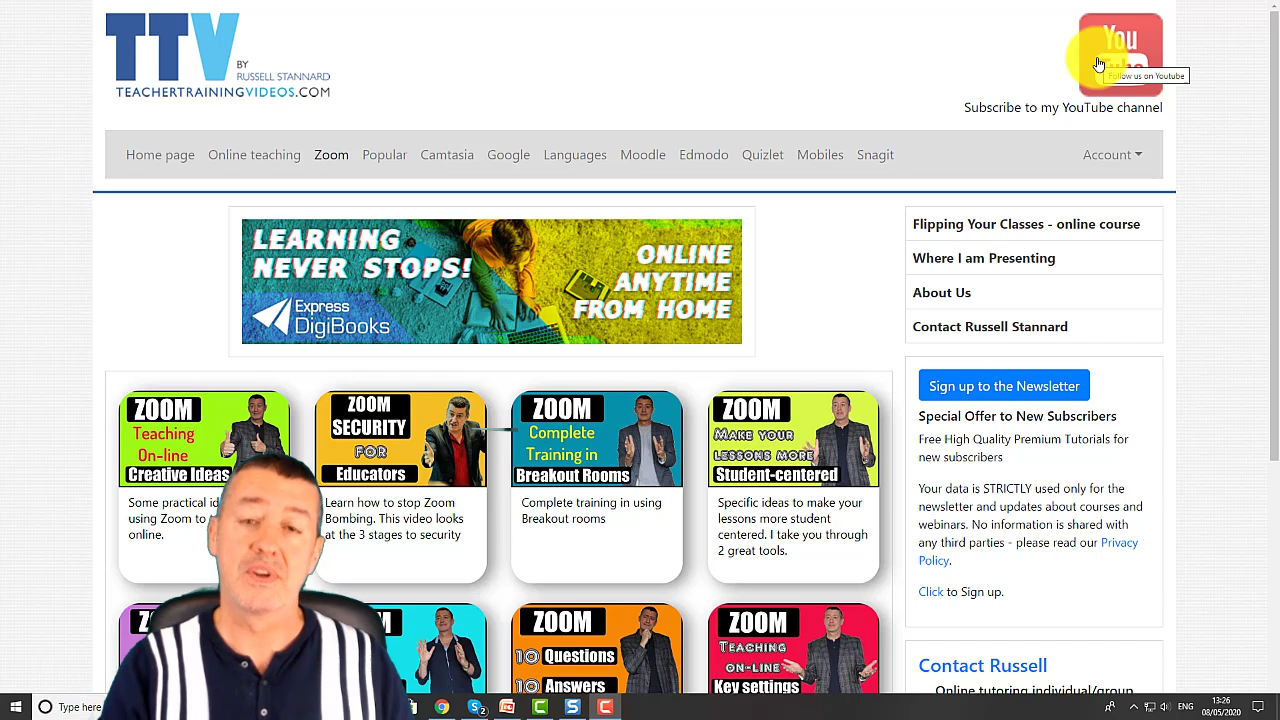 TTV
BY
RUSSELL STANNARD
TEACHERTRAININGVIDEOS.COM
You
Follow us on Youtube
Subscribe to my YouTube channel
Home page Online teaching Zoom Popular Camtasia Google Languages Moodle Edmodo Quizlet Mobiles Snagit Account
LEARNING
NEVER STOPS!
ONLINE
ANYTIME
FROM HOME
Express
DigiBooks
Flipping Your Classes - online course
Where I am Presenting
About Us
Contact Russell Stannard
Sign up to the Newsletter
Special Offer to New Subscribers
Free High Quality Premium Tutorials for
new subscribers
Your data is STRICTLY used only for the
newsletter and updates about courses and
webinars. No information is shared with
any third parties - please read our Privacy
Policy.
Click to Sign up.
Contact Russell
Online tutoring individual/group
ZOOM
Teaching
On-line
Creative Ideas
Some practical
using Zoom to
online.
ZOOM
SECURITY
FOR
Educators
Learn how to stop Zoom
Bombing. This video looks
at the 3 stages to security
ZOOM
Complete
Training in
Breakout Rooms
Complete training in using
Breakout rooms
ZOOM
MAKE YOUR
LESSONS MORE
Student-centered
Specific ideas to make your
lessons more student
centered. I take you through
2 great tools.
ZOOM
10 Questions
10 Answers
ZOOM
TEACHING
ON-LINE
Key settings
Type here
2
ENG
13:26
08/05/2020